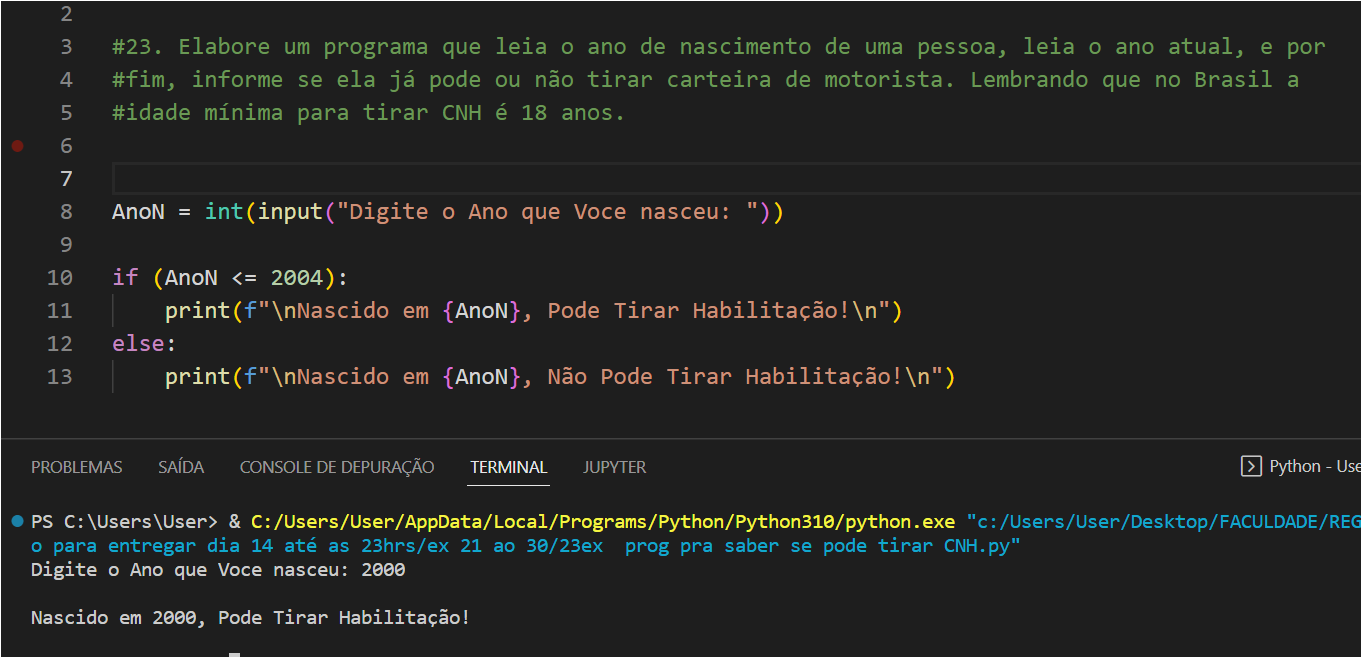 2
3 #23. Elabore um programa que leia o ano de nascimento de uma pessoa, leia o ano atual, e por
4 #fim, informe se ela já pode ou não tirar carteira de motorista. Lembrando que no Brasil a
5 #idade mínima para tirar CNH é 18 anos.
6
7
8 AnoN = int(input("Digite o Ano que Voce nasceu: "))
9
10 if (AnoN <= 2004):
11     print(f"\nNascido em {AnoN}, Pode Tirar Habilitação!\n")
12 else:
13     print(f"\nNascido em {AnoN}, Não Pode Tirar Habilitação!\n")
PROBLEMAS SAÍDA CONSOLE DE DEPURAÇÃO TERMINAL JUPYTER Python - Use
PS C:\Users\User> & C:/Users/User/AppData/Local/Programs/Python/Python310/python.exe "c:/Users/User/Desktop/FACULDADE/REG
o para entregar dia 14 até as 23hrs/ex 21 ao 30/23ex  prog pra saber se pode tirar CNH.py"
Digite o Ano que Voce nasceu: 2000
Nascido em 2000, Pode Tirar Habilitação!